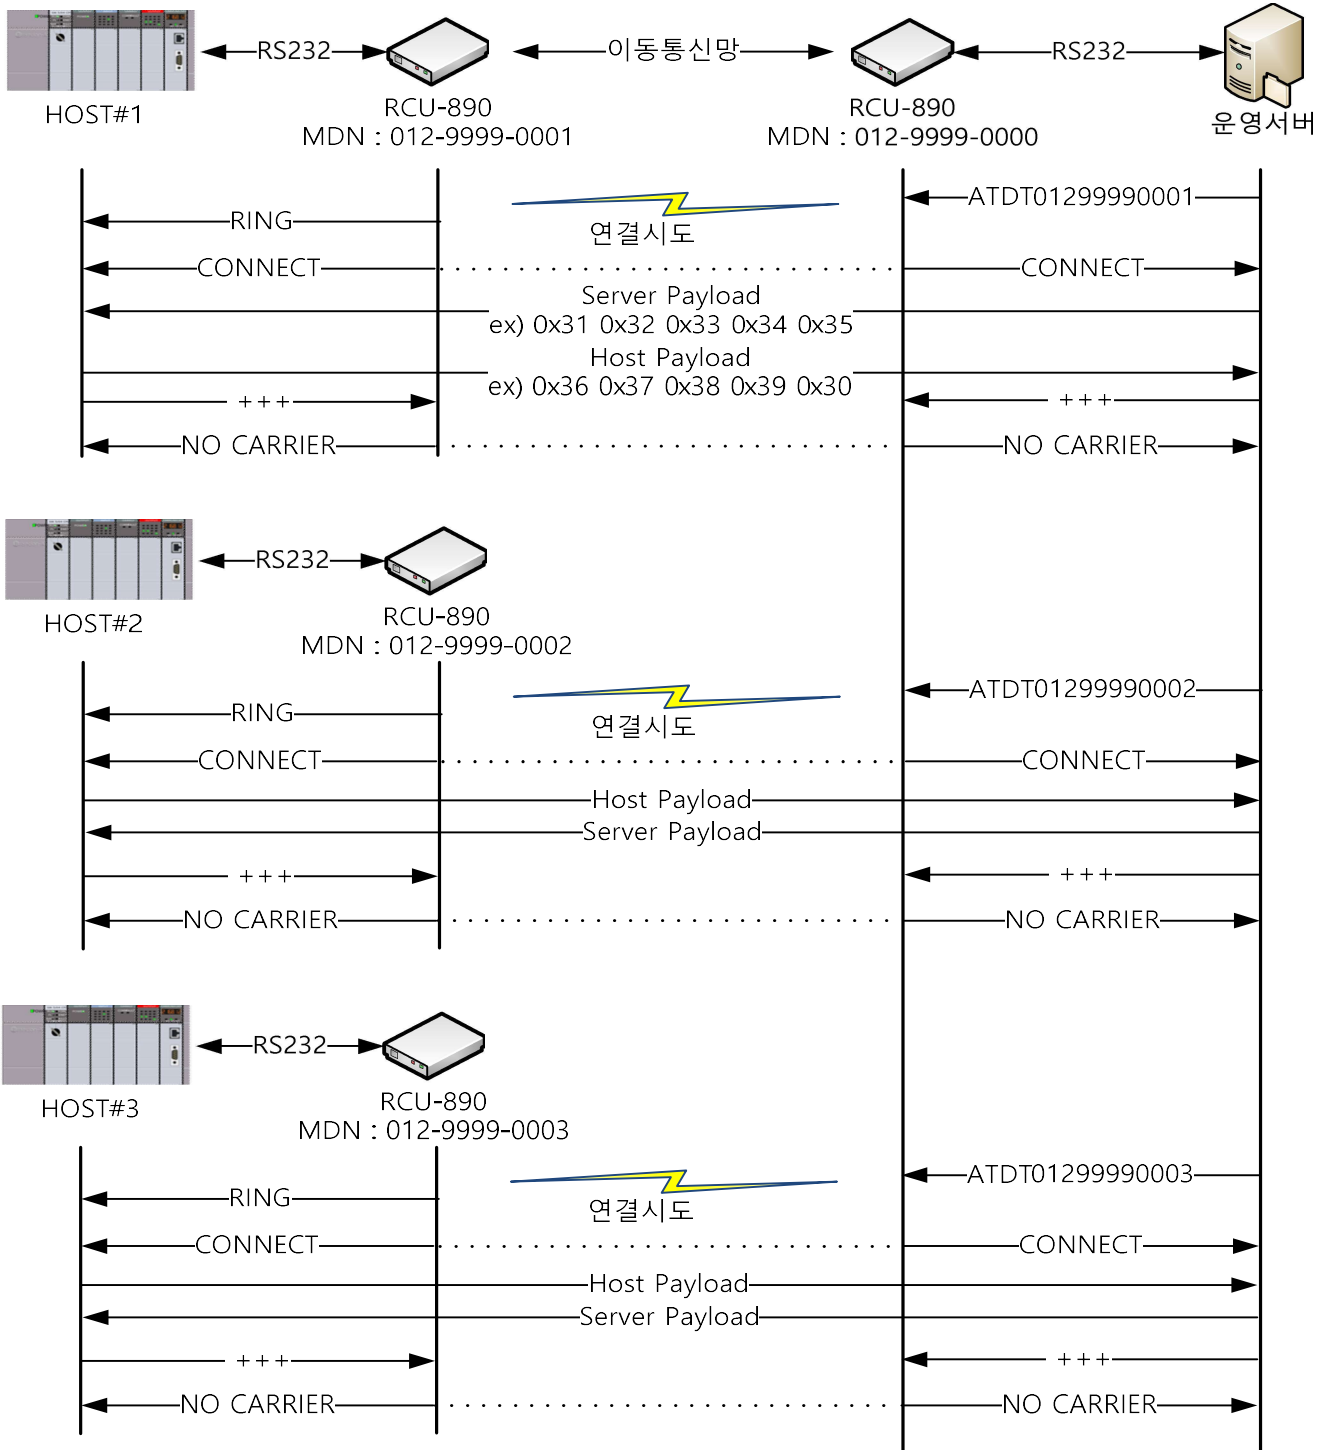 RS232
이동통신망
RS232
HOST#1
RCU-890
MDN : 012-9999-0001
RCU-890
MDN : 012-9999-0000
운영서버
ATDT01299990001
RING
연결시도
CONNECT
CONNECT
Server Payload
ex) 0x31 0x32 0x33 0x34 0x35
Host Payload
ex) 0x36 0x37 0x38 0x39 0x30
+++
+++
NO CARRIER
NO CARRIER
RS232
HOST#2
RCU-890
MDN : 012-9999-0002
ATDT01299990002
RING
연결시도
CONNECT
CONNECT
Host Payload
Server Payload
+++
+++
NO CARRIER
NO CARRIER
RS232
HOST#3
RCU-890
MDN : 012-9999-0003
ATDT01299990003
RING
연결시도
CONNECT
CONNECT
Host Payload
Server Payload
+++
+++
NO CARRIER
NO CARRIER